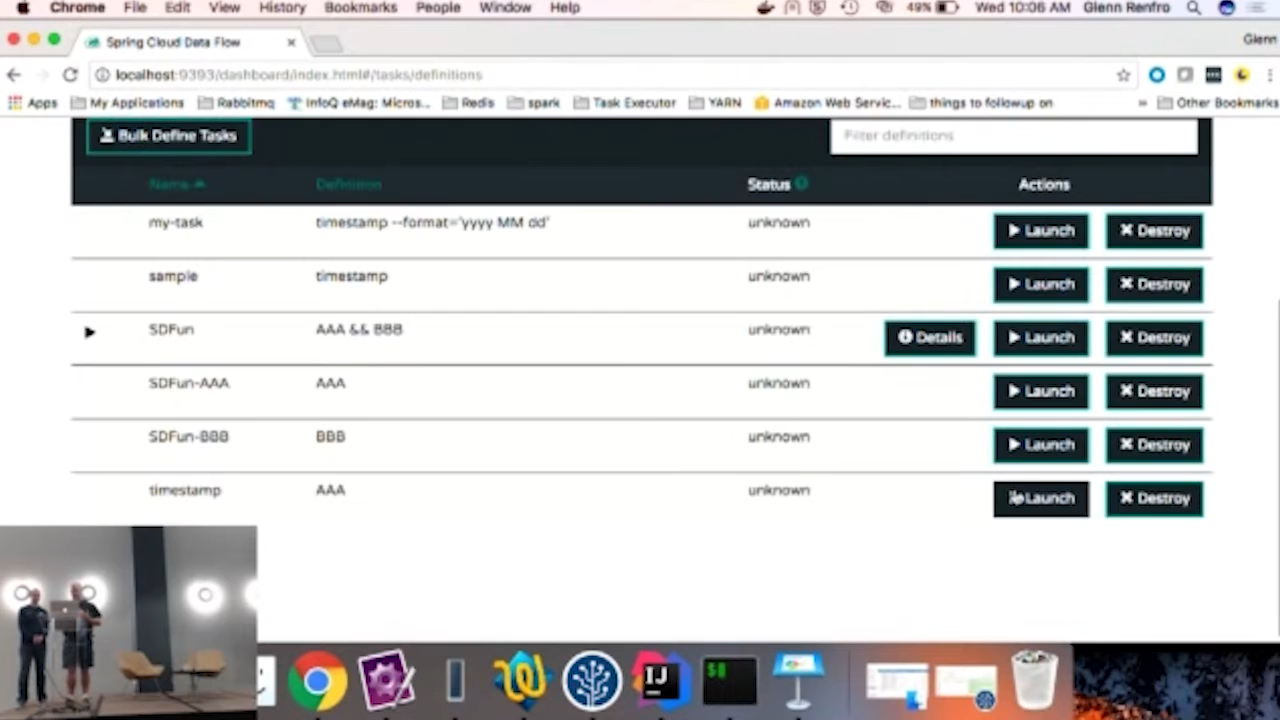 Chrome File Edit View History Bookmarks People Window Help 49% Wed 10:06 AM Glenn Renfro
Spring Cloud Data Flow Glenn
localhost:9393/dashboard/index.html#/tasks/definitions
Apps My Applications Rabbitmq InfoQ eMag: Micros... Redis spark Task Executor YARN Amazon Web Servic... things to followup on » Other Bookmarks
Bulk Define Tasks Filter definitions
Name Definition Status Actions
my-task timestamp --format='yyyy MM dd' unknown Launch Destroy
sample timestamp unknown Launch Destroy
SDFun AAA && BBB unknown Details Launch Destroy
SDFun-AAA AAA unknown Launch Destroy
SDFun-BBB BBB unknown Launch Destroy
timestamp AAA unknown Launch Destroy
IJ